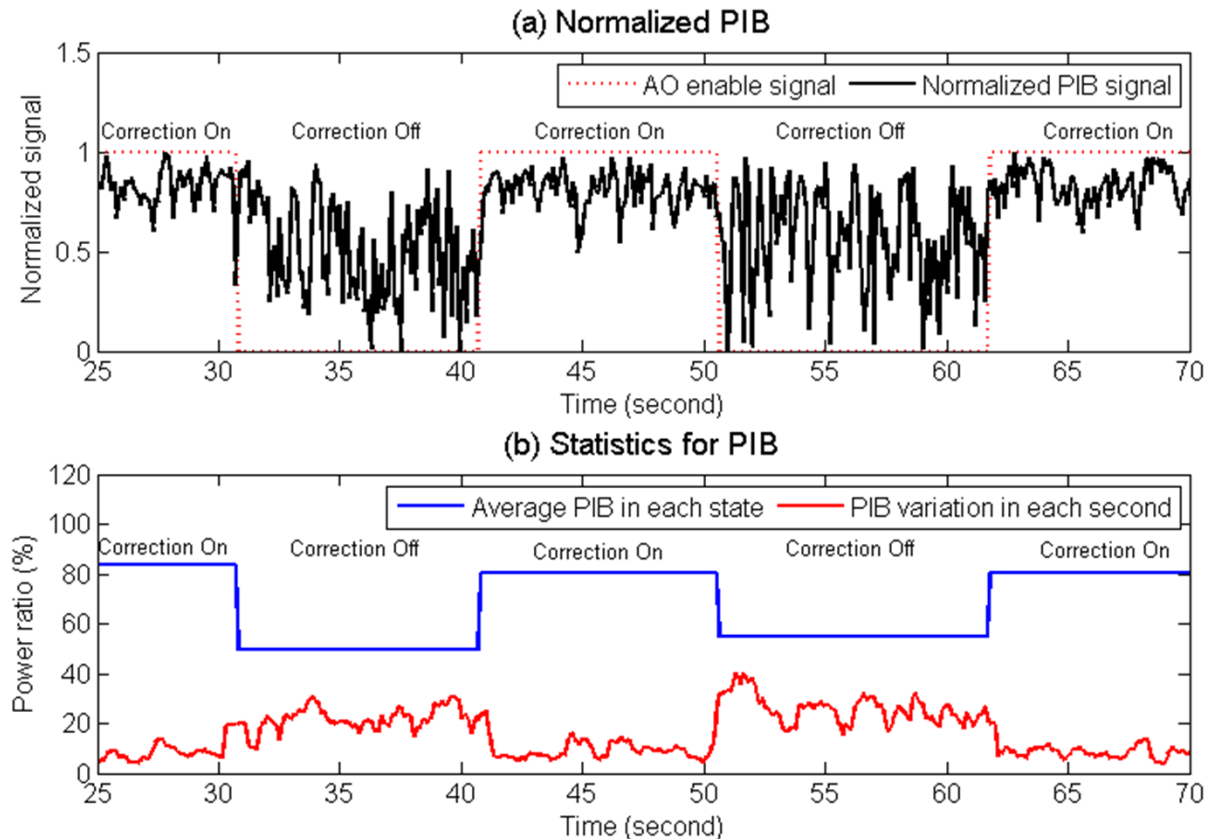 (a) Normalized PIB
1.5
AO enable signal Normalized PIB signal
Correction On Correction Off Correction On Correction Off Correction On
1
Normalized signal
0.5
0
25 30 35 40 45 50 55 60 65 70
Time (second)
(b) Statistics for PIB
120
Average PIB in each state PIB variation in each second
100
Correction On Correction Off Correction On Correction Off Correction On
80
Power ratio (%)
60
40
20
0
25 30 35 40 45 50 55 60 65 70
Time (second)